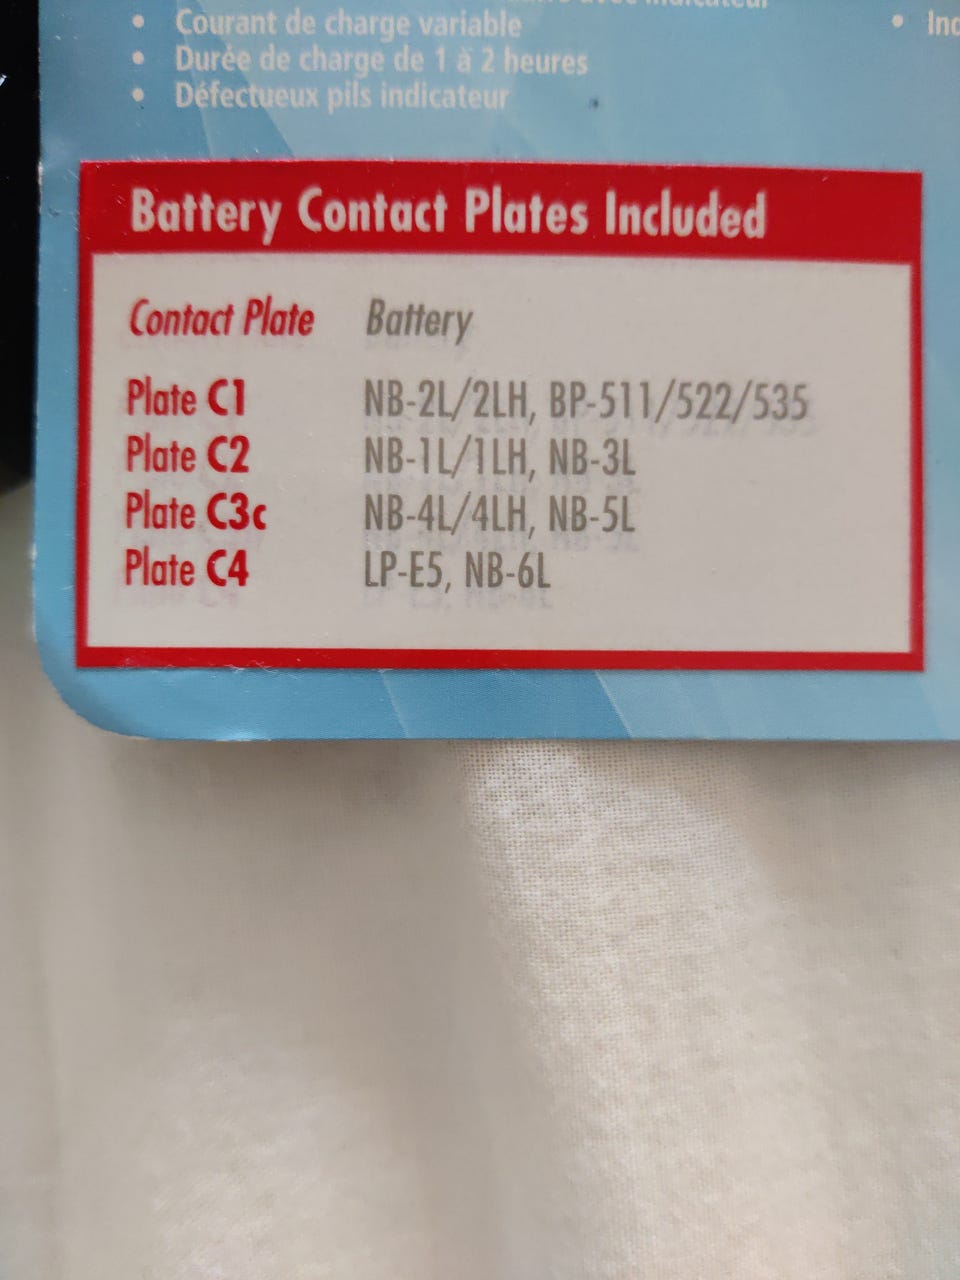 indicateur
• Courant de charge variable
• Durée de charge de 1 à 2 heures
• Défectueux pils indicateur
•
Battery Contact Plates Included
Contact Plate Battery
Plate C1 NB-2L/2LH, BP-511/522/535
Plate C2 NB-1L/1LH, NB-3L
Plate C3c NB-4L/4LH, NB-5L
Plate C4 LP-E5, NB-6L